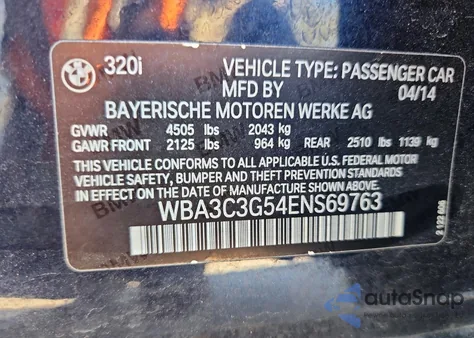 320i VEHICLE TYPE: PASSENGER CAR
MFD BY 04/14
BAYERISCHE MOTOREN WERKE AG
GVWR 4505 lbs 2043 kg
GAWR FRONT 2125 lbs 964 kg REAR 2510 lbs 1139 kg
THIS VEHICLE CONFORMS TO ALL APPLICABLE U.S. FEDERAL MOTOR
VEHICLE SAFETY, BUMPER AND THEFT PREVENTION STANDARDS
IN EFFECT ON THE DATE OF MANUFACTURE SHOWN ABOVE.
WBA3C3G54ENS69763
autoSnap